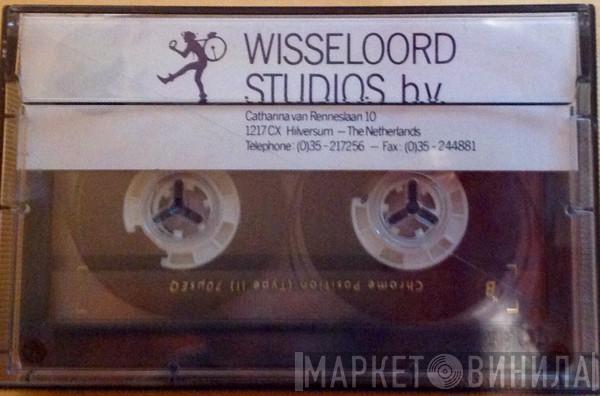 WISSELOORD
STUDIOS b.v.
Catharina van Renneslaan 10
1217 CX Hilversum — The Netherlands
Telephone: (0)35 - 217256 — Fax: (0)35 - 244881
Chrome Position (Type II) 70µsEQ
B
МАРКЕТ ВИНИЛА